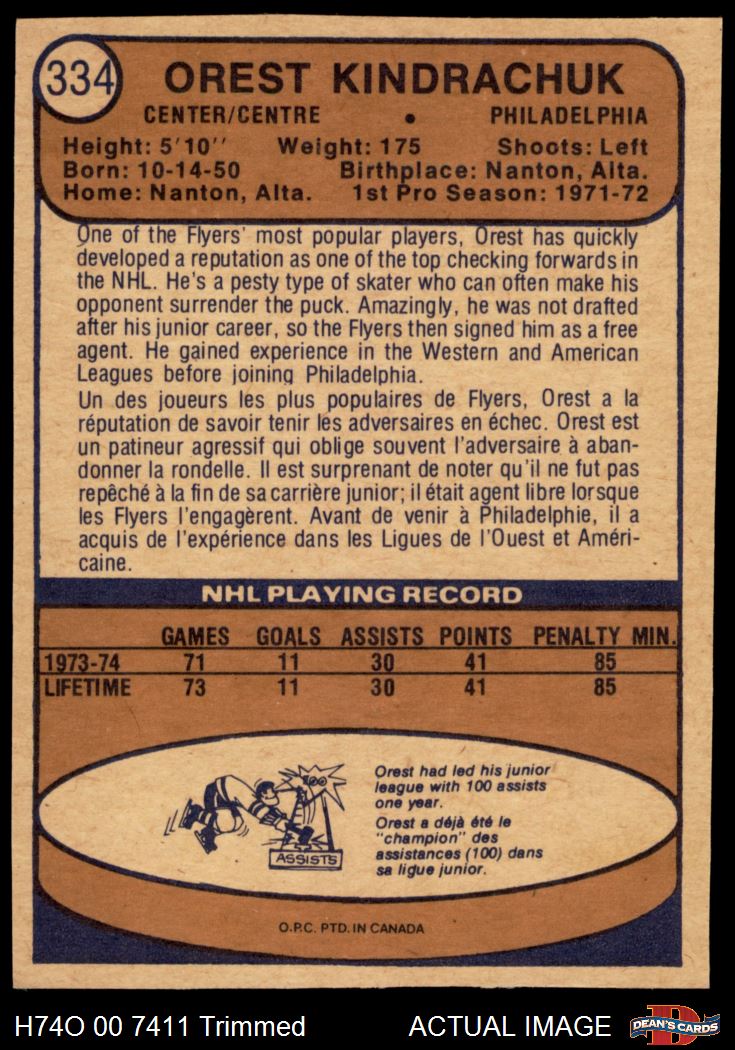 334
OREST KINDRACHUK
CENTER/CENTRE • PHILADELPHIA
Height: 5'10'' Weight: 175 Shoots: Left
Born: 10-14-50 Birthplace: Nanton, Alta.
Home: Nanton, Alta. 1st Pro Season: 1971-72
One of the Flyers' most popular players, Orest has quickly
developed a reputation as one of the top checking forwards in
the NHL. He's a pesty type of skater who can often make his
opponent surrender the puck. Amazingly, he was not drafted
after his junior career, so the Flyers then signed him as a free
agent. He gained experience in the Western and American
Leagues before joining Philadelphia.
Un des joueurs les plus populaires de Flyers, Orest a la
réputation de savoir tenir les adversaires en échec. Orest est
un patineur agressif qui oblige souvent l'adversaire à aban-
donner la rondelle. Il est surprenant de noter qu'il ne fut pas
repêché à la fin de sa carrière junior; il était agent libre lorsque
les Flyers l'engagèrent. Avant de venir à Philadelphie, il a
acquis de l'expérience dans les Ligues de l'Ouest et Améri-
caine.
NHL PLAYING RECORD
GAMES GOALS ASSISTS POINTS PENALTY MIN.
1973-74 71 11 30 41 85
LIFETIME 73 11 30 41 85
100
ASSISTS
Orest had led his junior
league with 100 assists
one year.
Orest a déjà été le
"champion" des
assistances (100) dans
sa ligue junior.
O.P.C. PTD. IN CANADA
H74O 00 7411 Trimmed ACTUAL IMAGE
DEAN'S CARDS